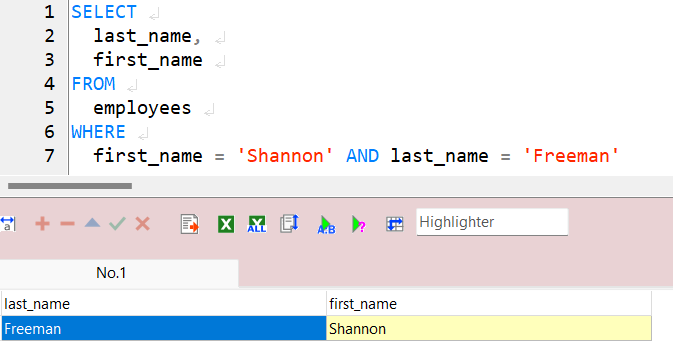 1 SELECT
2 last_name,
3 first_name
4 FROM
5 employees
6 WHERE
7 first_name = 'Shannon' AND last_name = 'Freeman'
a ALL A:B ? Highlighter
No.1
last_name first_name
Freeman Shannon